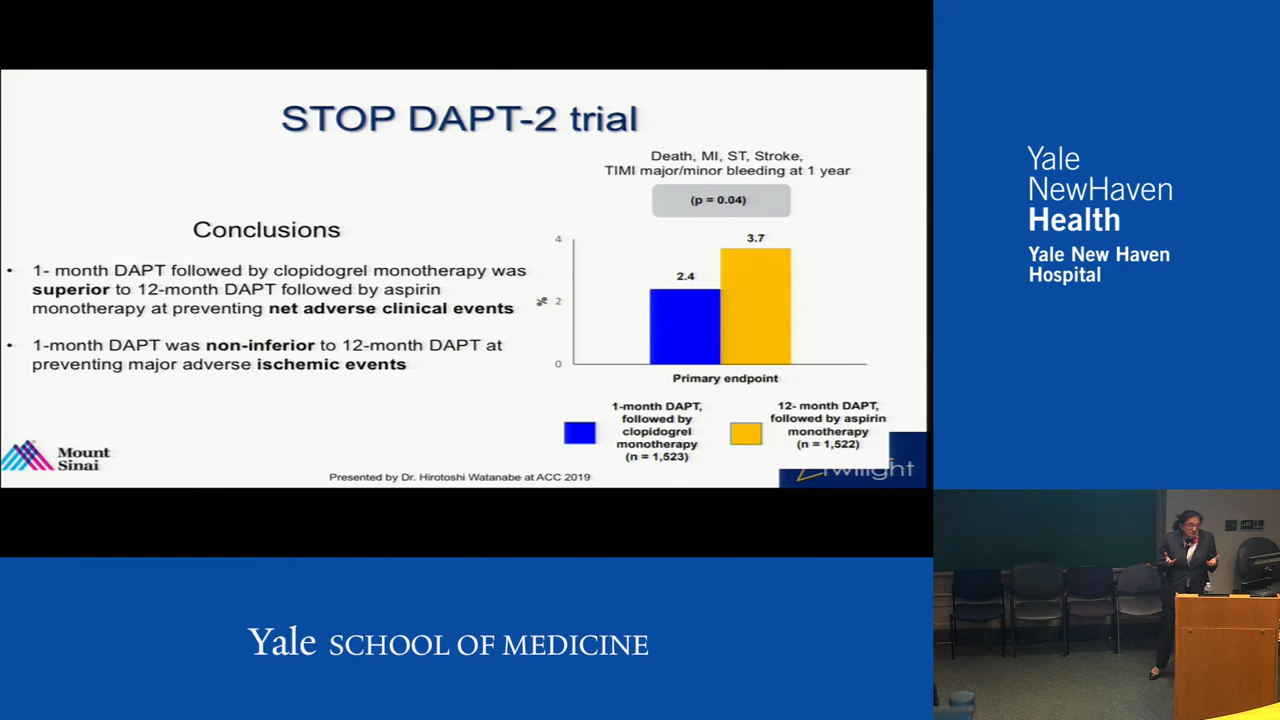 STOP DAPT-2 trial
Death, MI, ST, Stroke,
TIMI major/minor bleeding at 1 year
(p = 0.04)
Conclusions
• 1- month DAPT followed by clopidogrel monotherapy was
superior to 12-month DAPT followed by aspirin
monotherapy at preventing net adverse clinical events
• 1-month DAPT was non-inferior to 12-month DAPT at
preventing major adverse ischemic events
4
2
0
%
2.4
3.7
Primary endpoint
1-month DAPT,
followed by
clopidogrel
monotherapy
(n = 1,523)
12- month DAPT,
followed by aspirin
monotherapy
(n = 1,522)
Mount
Sinai
Presented by Dr. Hirotoshi Watanabe at ACC 2019
Twilight
Yale
NewHaven
Health
Yale New Haven
Hospital
Yale SCHOOL OF MEDICINE